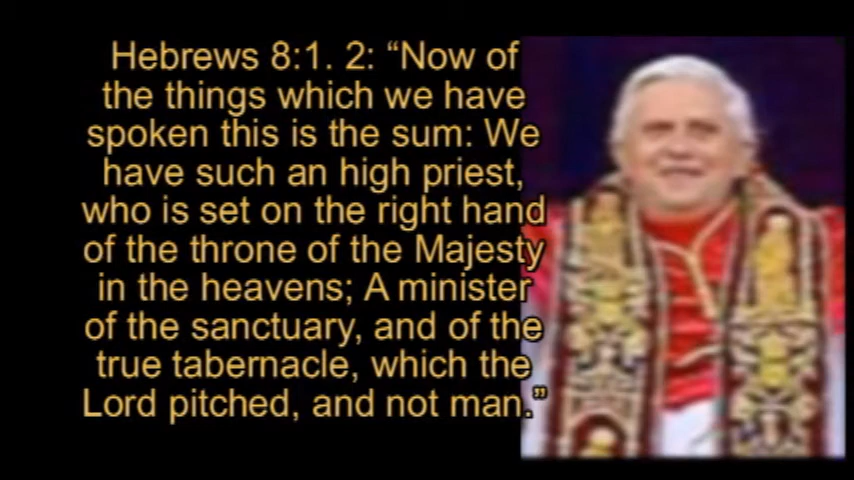 Hebrews 8:1. 2: “Now of
the things which we have
spoken this is the sum: We
have such an high priest,
who is set on the right hand
of the throne of the Majesty
in the heavens; A minister
of the sanctuary, and of the
true tabernacle, which the
Lord pitched, and not man.”